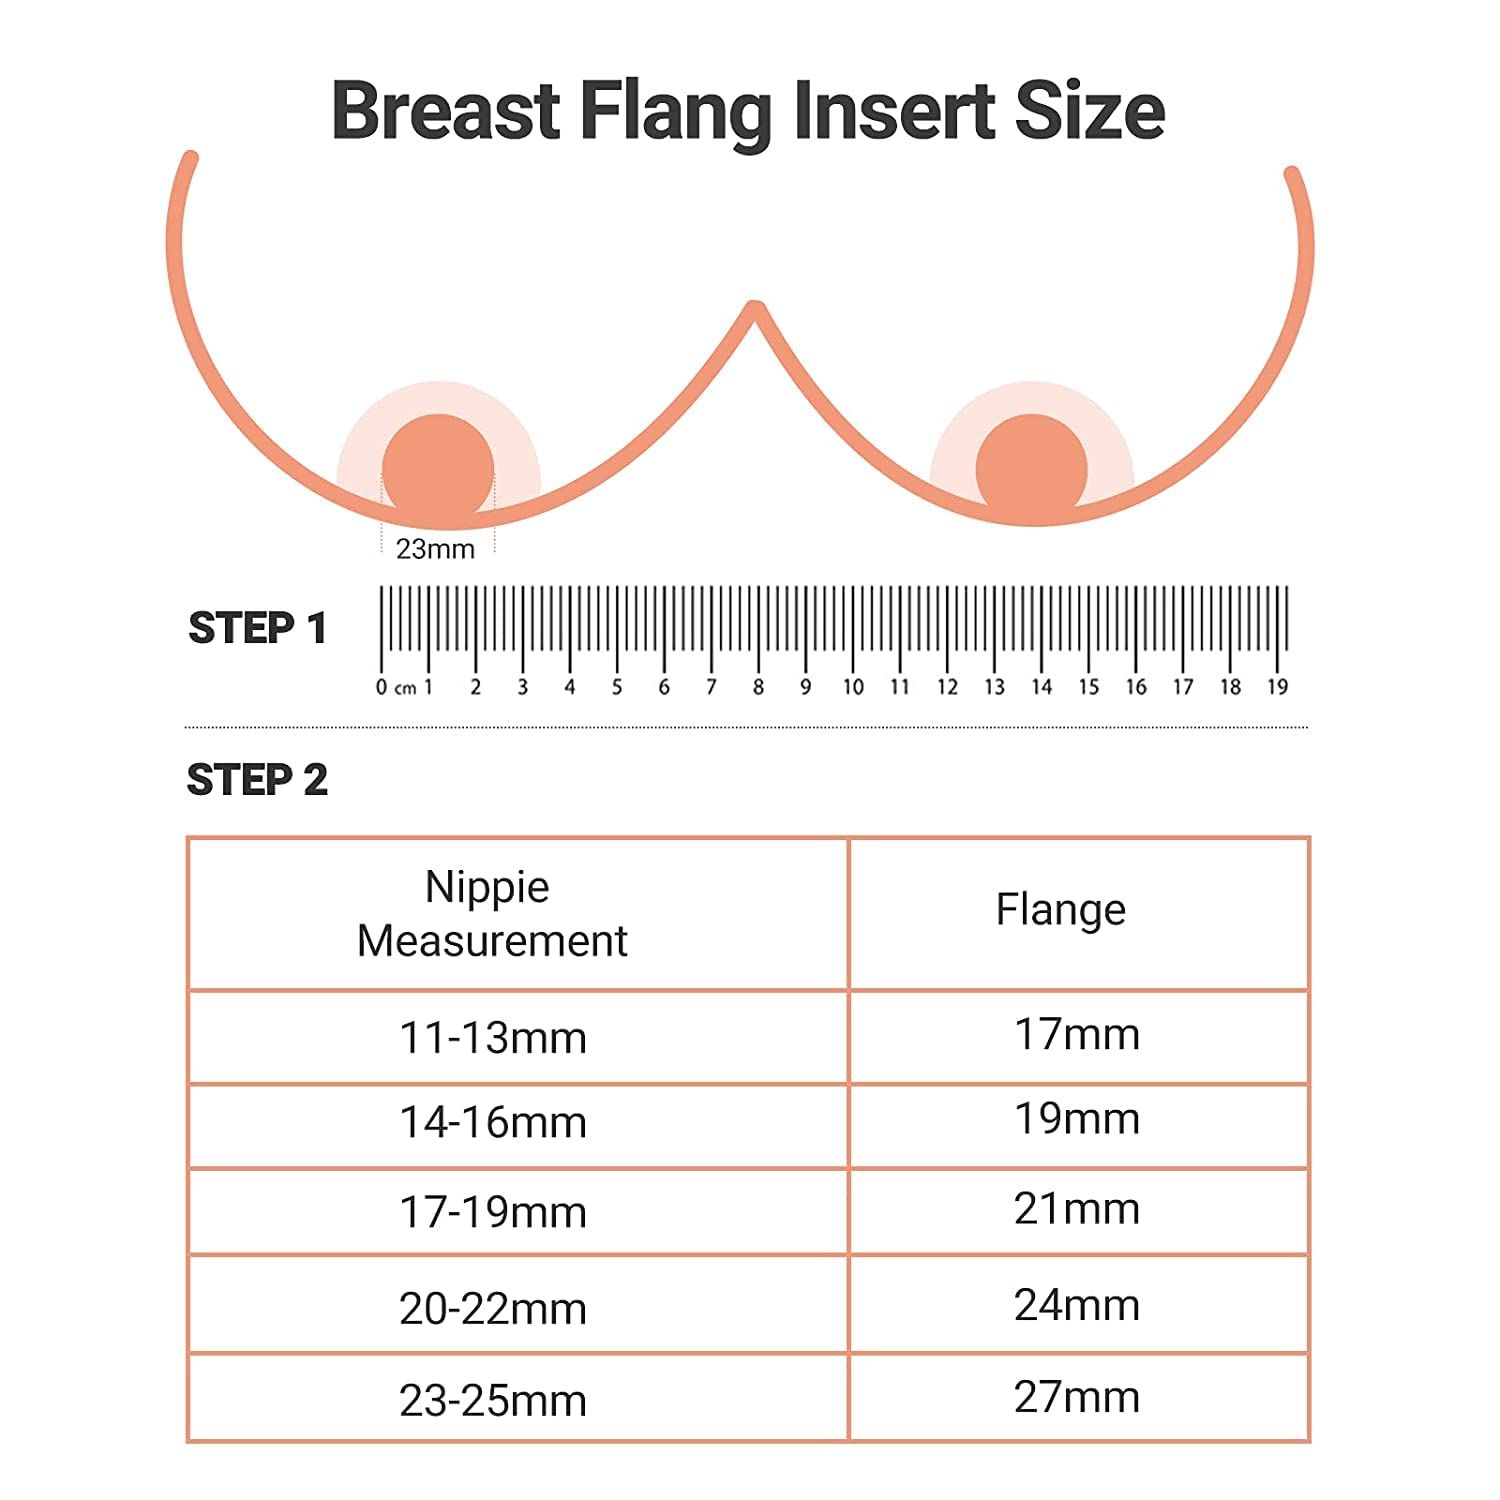 Breast Flang Insert Size
23mm
STEP 1
0 cm 1 2 3 4 5 6 7 8 9 10 11 12 13 14 15 16 17 18 19
STEP 2
Nippie
Measurement
Flange
11-13mm 17mm
14-16mm 19mm
17-19mm 21mm
20-22mm 24mm
23-25mm 27mm